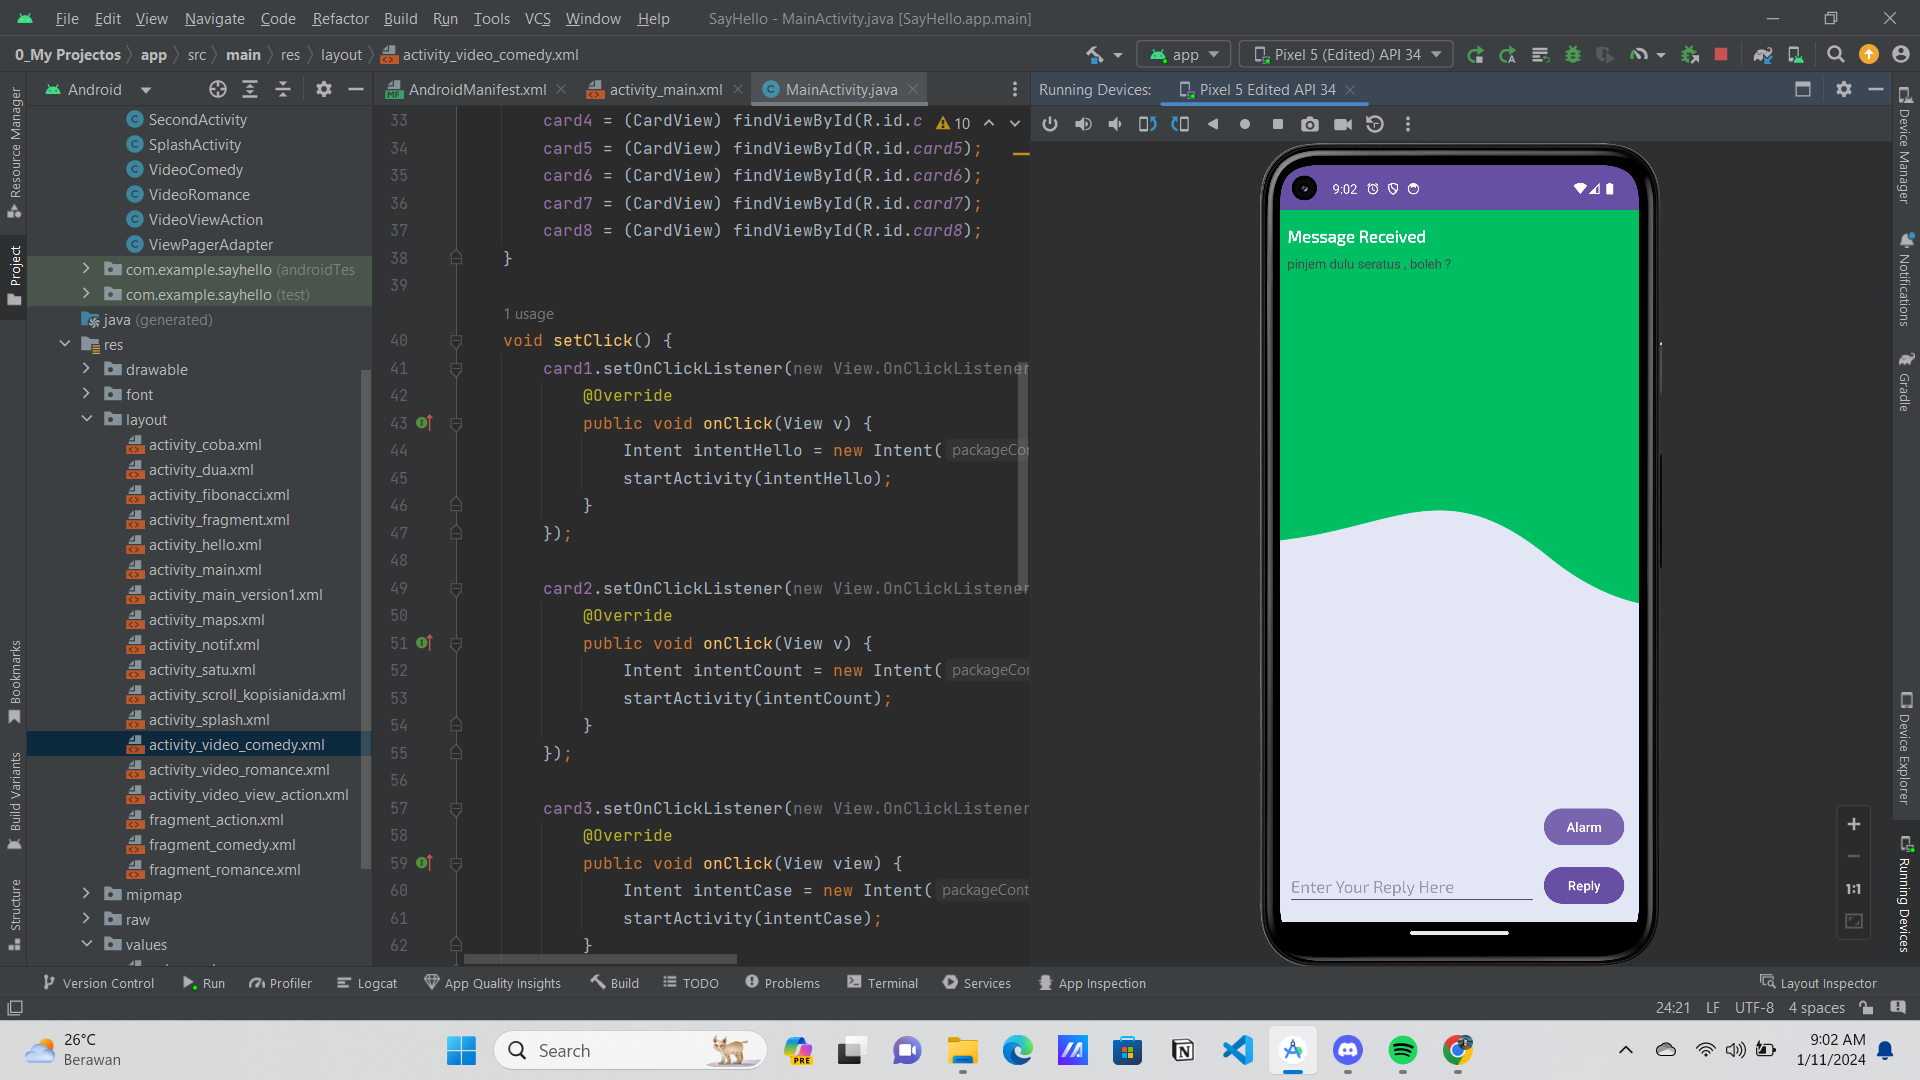 File Edit View Navigate Code Refactor Build Run Tools VCS Window Help SayHello - MainActivity.java [SayHello.app.main]
0_My Projectos app src main res layout activity_video_comedy.xml app Pixel 5 (Edited) API 34
Resource Manager
Project
Bookmarks
Build Variants
Structure
Android
SecondActivity
SplashActivity
VideoComedy
VideoRomance
VideoViewAction
ViewPagerAdapter
com.example.sayhello (androidTes
com.example.sayhello (test)
java (generated)
res
drawable
font
layout
activity_coba.xml
activity_dua.xml
activity_fibonacci.xml
activity_fragment.xml
activity_hello.xml
activity_main.xml
activity_main_version1.xml
activity_maps.xml
activity_notif.xml
activity_satu.xml
activity_scroll_kopisianida.xml
activity_splash.xml
activity_video_comedy.xml
activity_video_romance.xml
activity_video_view_action.xml
fragment_action.xml
fragment_comedy.xml
fragment_romance.xml
mipmap
raw
values
AndroidManifest.xml activity_main.xml MainActivity.java
33 card4 = (CardView) findViewById(R.id.c 10
34 card5 = (CardView) findViewById(R.id.card5);
35 card6 = (CardView) findViewById(R.id.card6);
36 card7 = (CardView) findViewById(R.id.card7);
37 card8 = (CardView) findViewById(R.id.card8);
38 }
39
1 usage
40 void setClick() {
41 card1.setOnClickListener(new View.OnClickListener
42 @Override
43 public void onClick(View v) {
44 Intent intentHello = new Intent( packageCon
45 startActivity(intentHello);
46 }
47 });
48
49 card2.setOnClickListener(new View.OnClickListener
50 @Override
51 public void onClick(View v) {
52 Intent intentCount = new Intent( packageCon
53 startActivity(intentCount);
54 }
55 });
56
57 card3.setOnClickListener(new View.OnClickListener
58 @Override
59 public void onClick(View view) {
60 Intent intentCase = new Intent( packageCont
61 startActivity(intentCase);
62 }
Running Devices: Pixel 5 Edited API 34
9:02
Message Received
pinjem dulu seratus , boleh ?
Alarm
Enter Your Reply Here Reply
1:1
Device Manager
Notifications
Gradle
Device Explorer
Running Devices
Version Control Run Profiler Logcat App Quality Insights Build TODO Problems Terminal Services App Inspection Layout Inspector
24:21 LF UTF-8 4 spaces
26°C
Berawan
Search
PRE
9:02 AM
1/11/2024